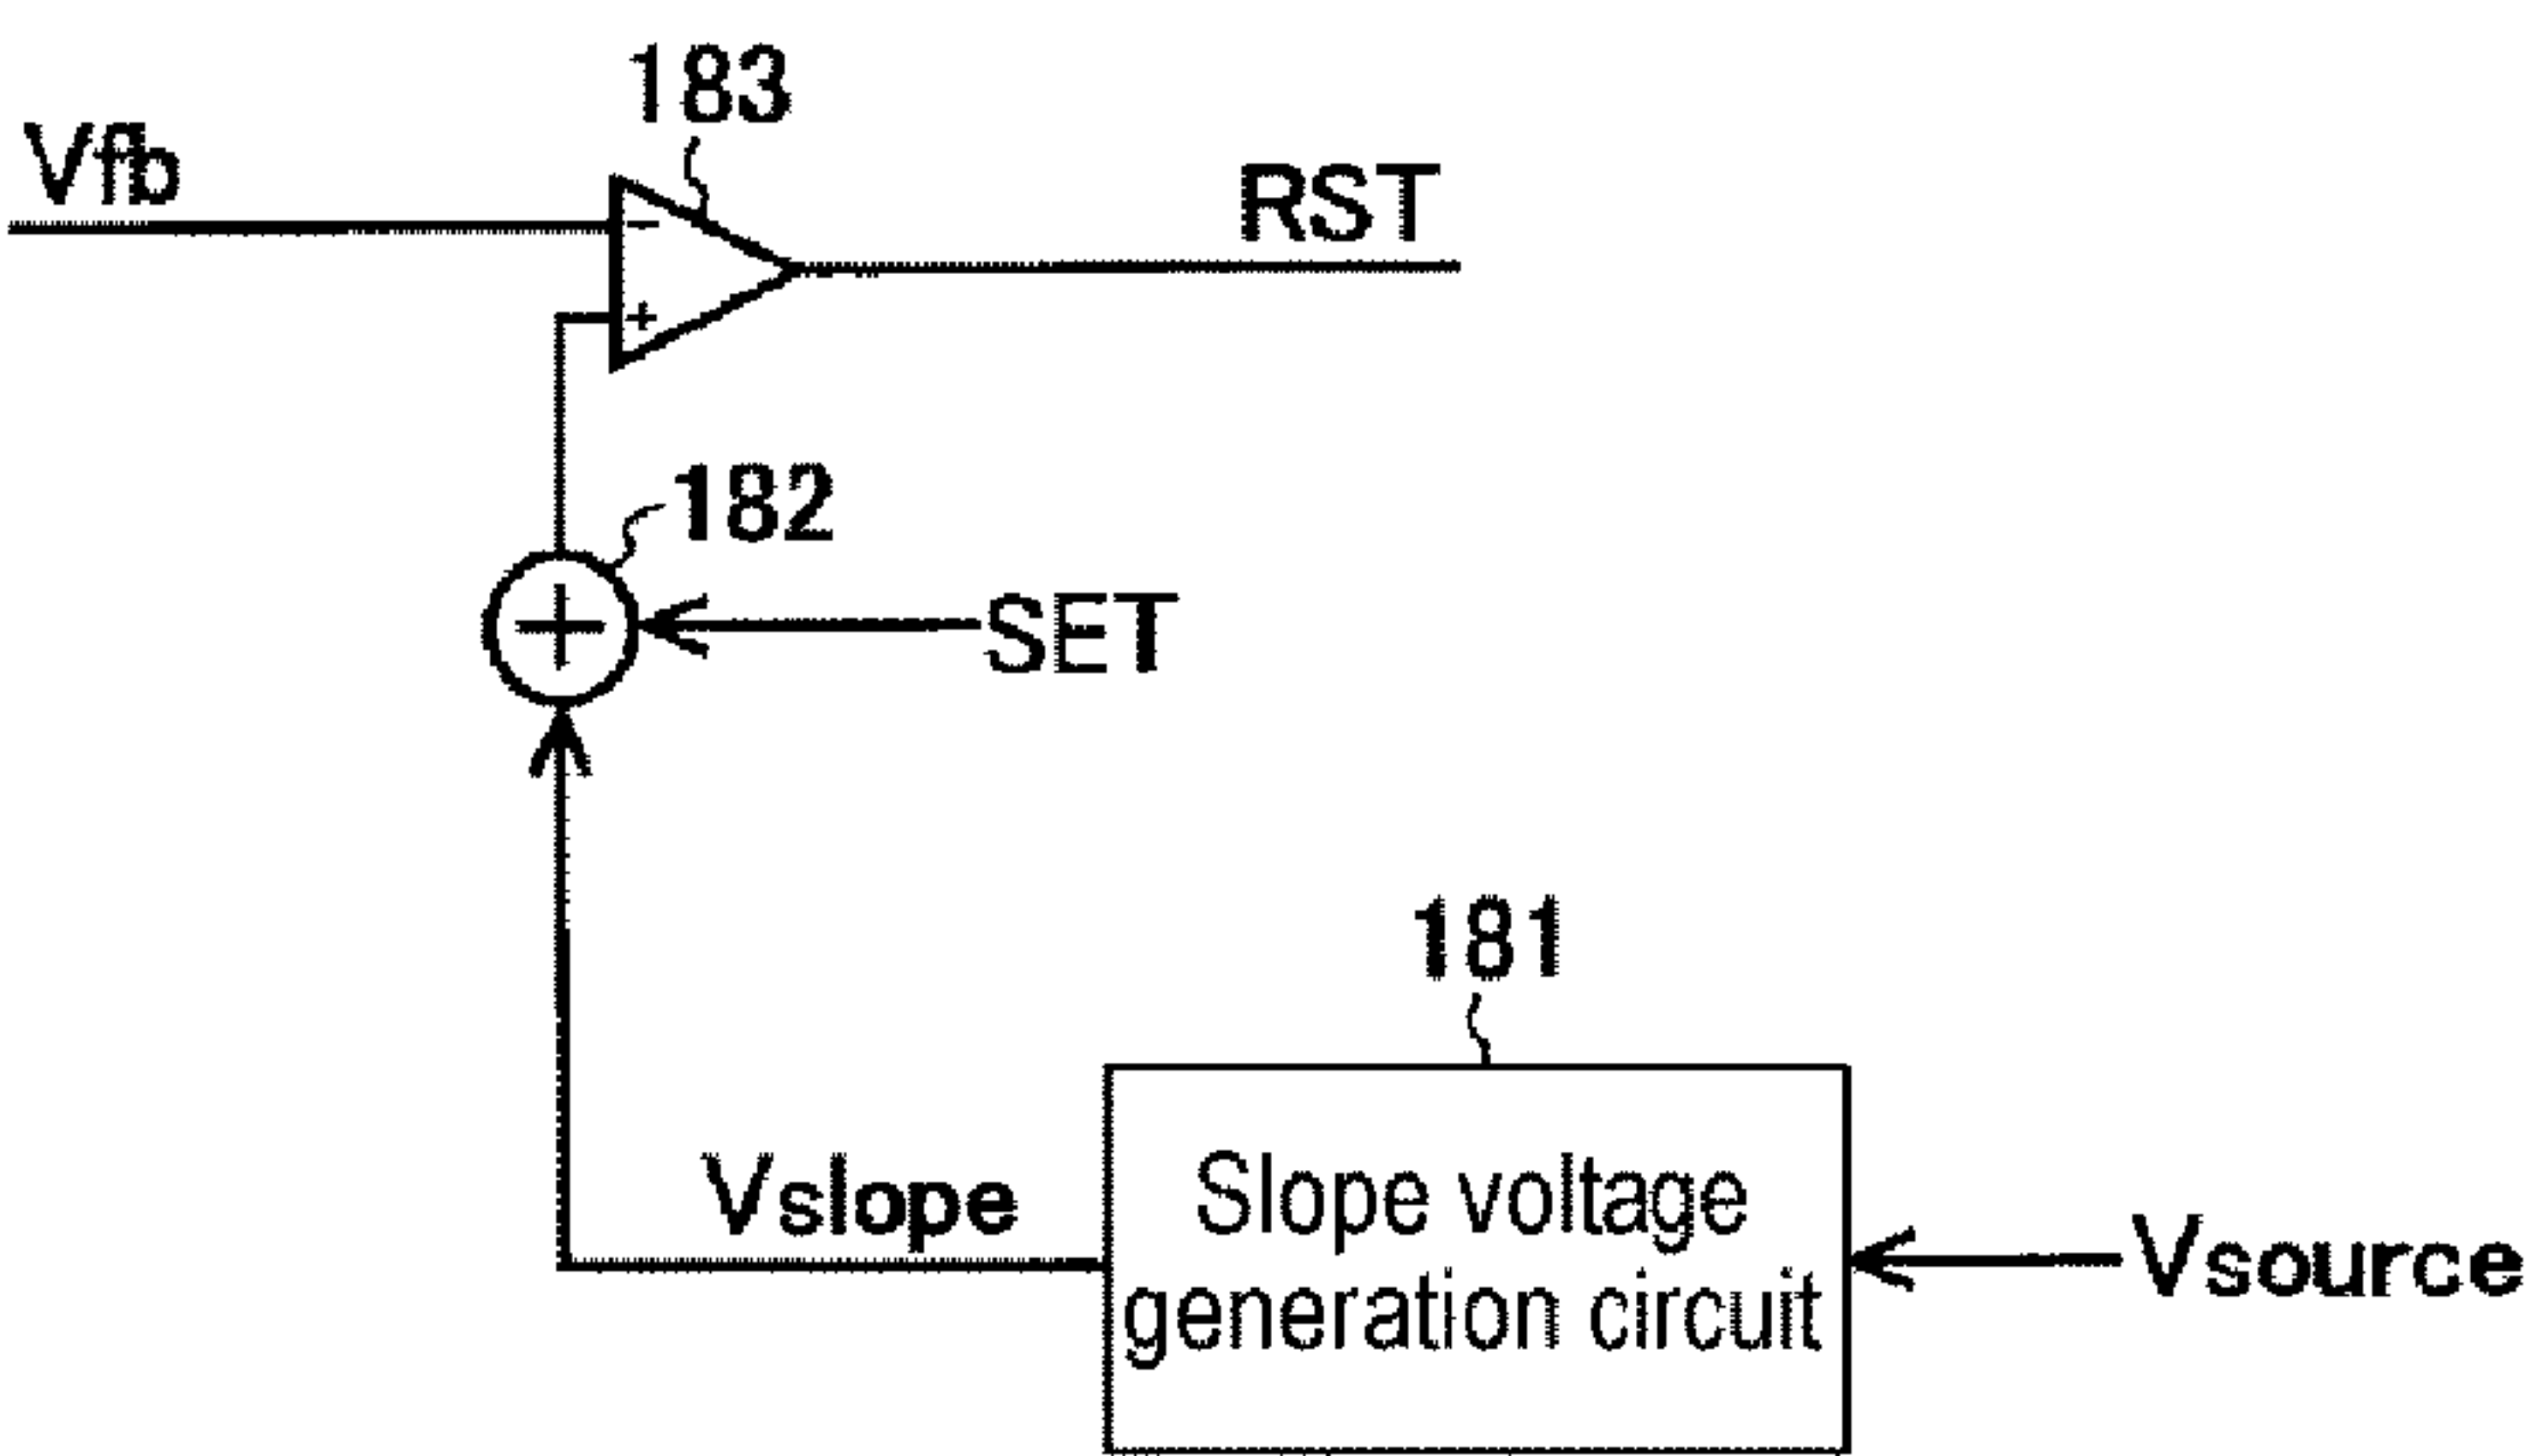 183
Vfb
RST
-
+
182
+
SET
181
Vslope
Slope voltage
generation circuit
Vsource